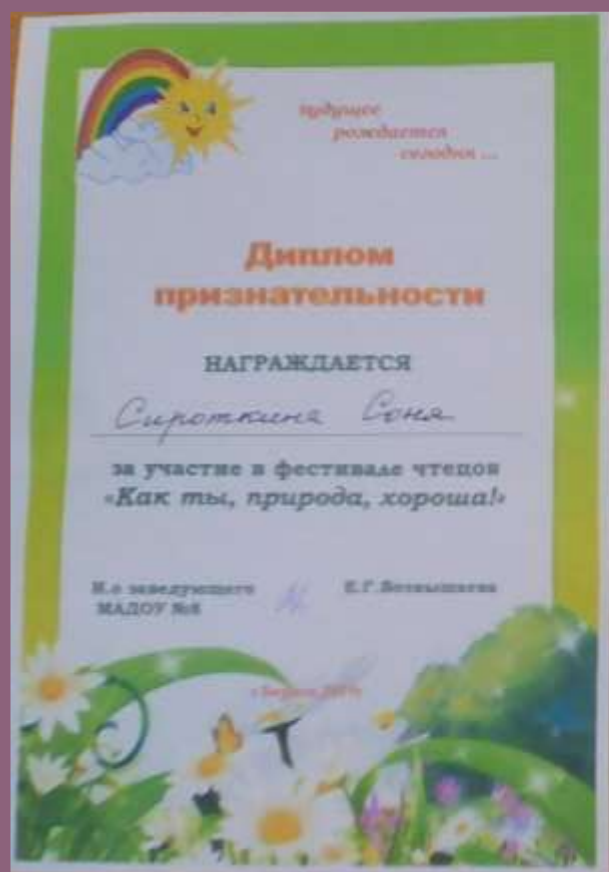 Будущее
рождается
сегодня ...
Диплом
признательности
НАГРАЖДАЕТСЯ
Сироткина Соня
за участие в фестивале чтецов
«Как ты, природа, хороша!»
И.о заведующего
Е.Г.
МАДОУ №8